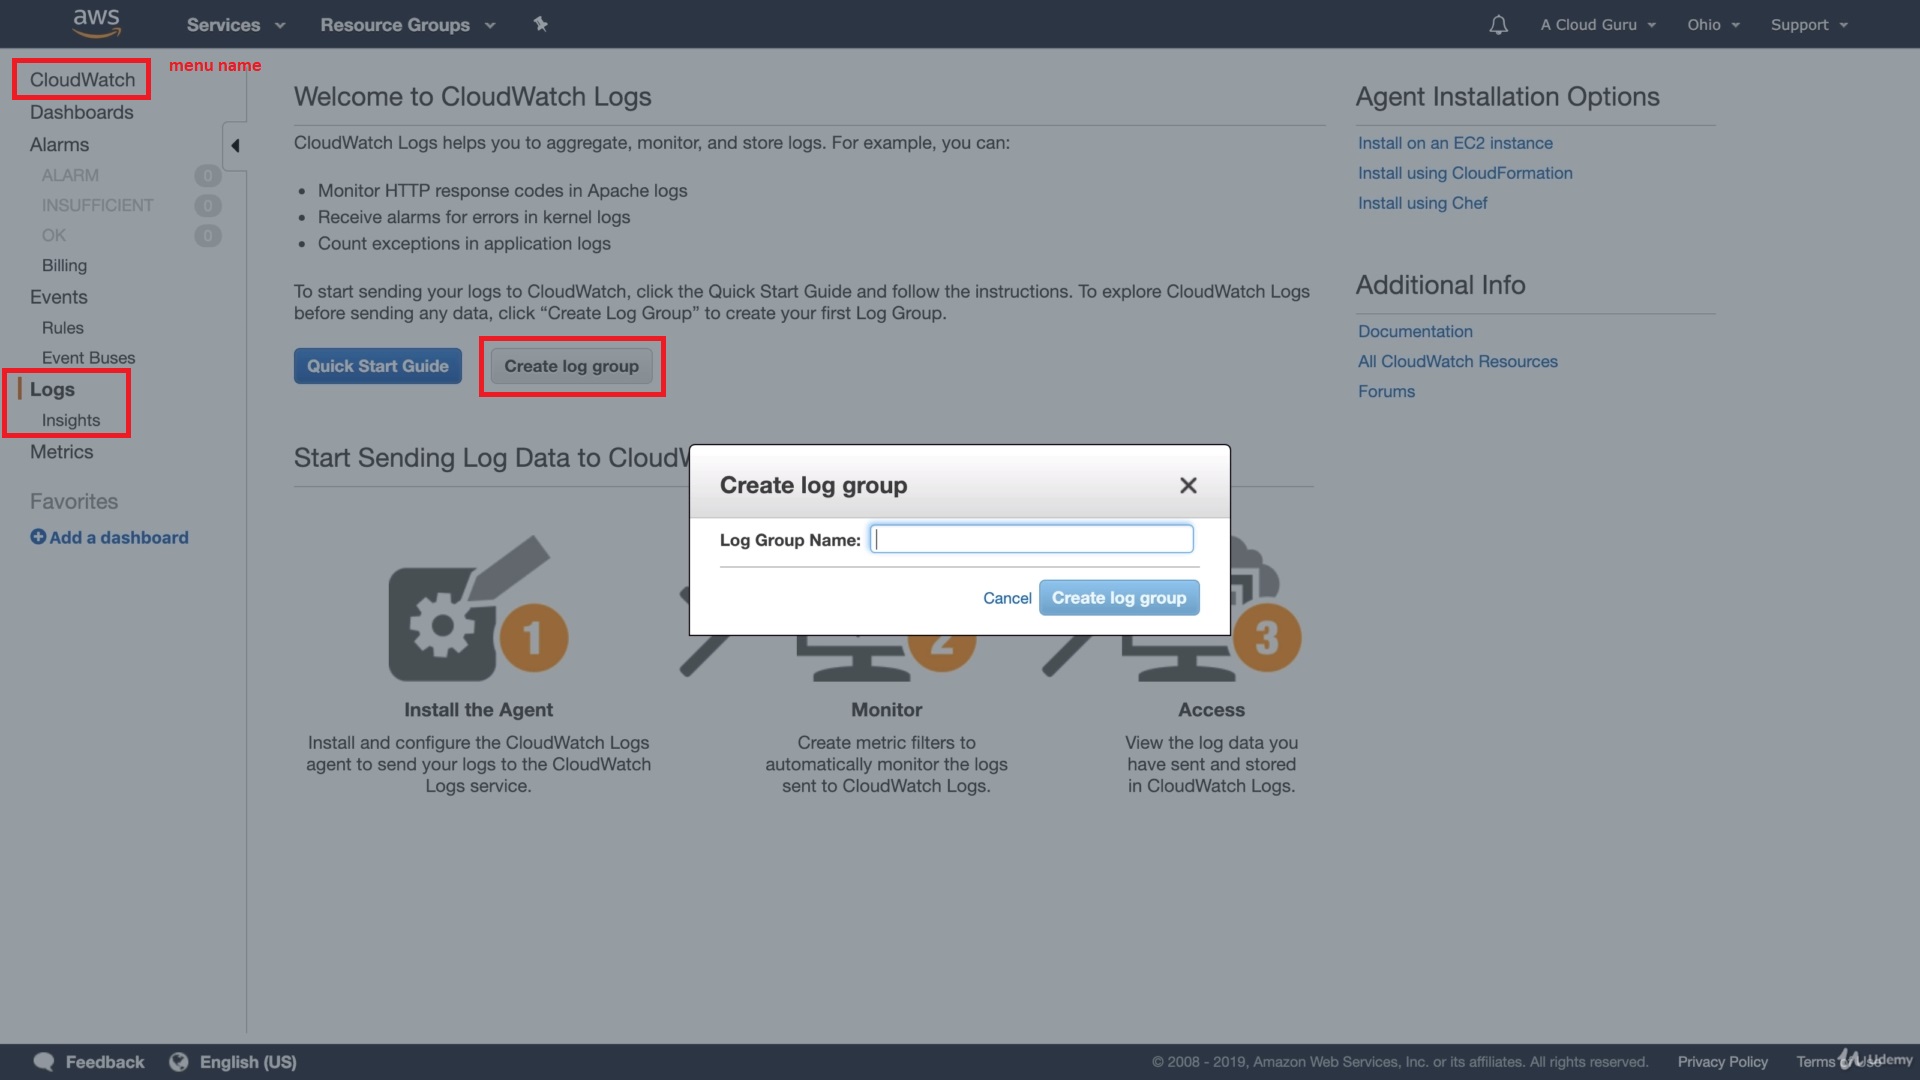 aws
Services
Resource Groups
A Cloud Guru
Ohio
Support
CloudWatch
menu name
Dashboards
Alarms
ALARM 0
INSUFFICIENT 0
OK 0
Billing
Events
Rules
Event Buses
Logs
Insights
Metrics
Favorites
Add a dashboard
Welcome to CloudWatch Logs
CloudWatch Logs helps you to aggregate, monitor, and store logs. For example, you can:
• Monitor HTTP response codes in Apache logs
• Receive alarms for errors in kernel logs
• Count exceptions in application logs
To start sending your logs to CloudWatch, click the Quick Start Guide and follow the instructions. To explore CloudWatch Logs
before sending any data, click “Create Log Group” to create your first Log Group.
Quick Start Guide
Create log group
Start Sending Log Data to
Create log group
Log Group Name:
Cancel
Create log group
1
2
3
Install the Agent
Install and configure the CloudWatch Logs
agent to send your logs to the CloudWatch
Logs service.
Monitor
Create metric filters to
automatically monitor the logs
sent to CloudWatch Logs.
Access
View the log data you
have sent and stored
in CloudWatch Logs.
Agent Installation Options
Install on an EC2 instance
Install using CloudFormation
Install using Chef
Additional Info
Documentation
All CloudWatch Resources
Forums
Feedback
English (US)
© 2008 - 2019, Amazon Web Services, Inc. or its affiliates. All rights reserved.
Privacy Policy
Terms of Use
Udemy